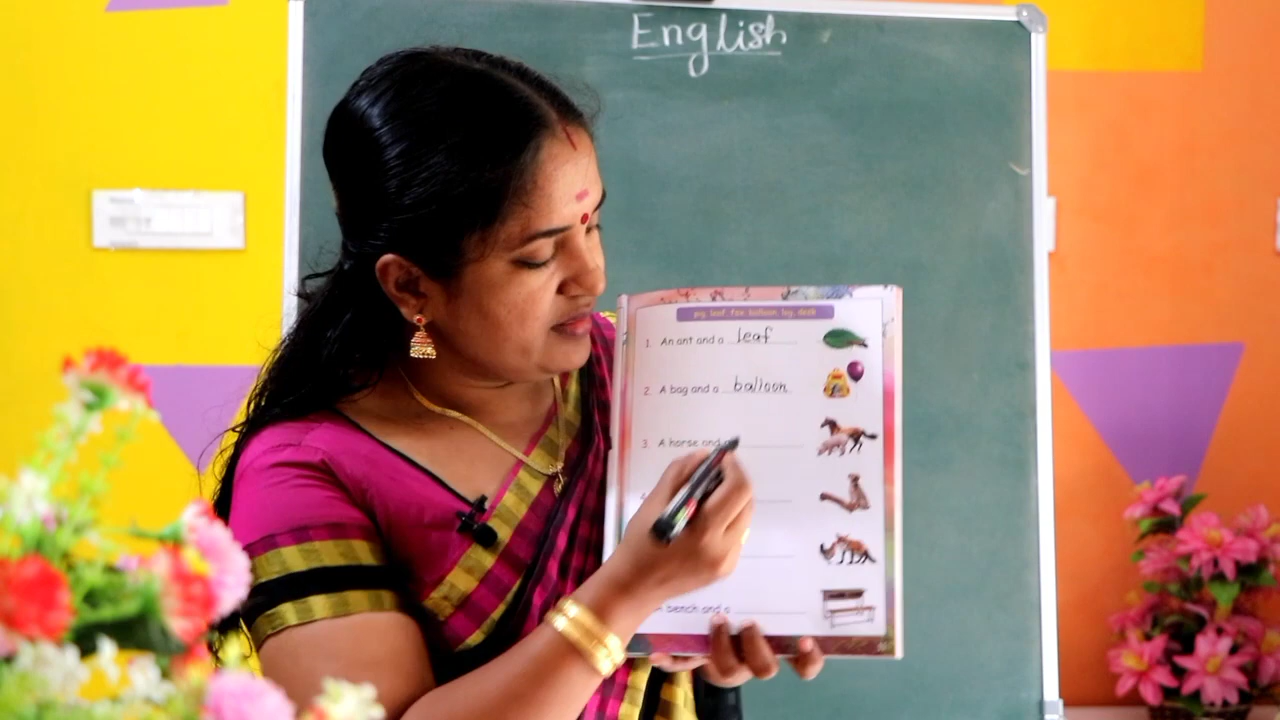 English
pig, leaf, fox, balloon, leg, desk
1. An ant and a leaf
2. A bag and a balloon
3. A horse and a
A bench and a